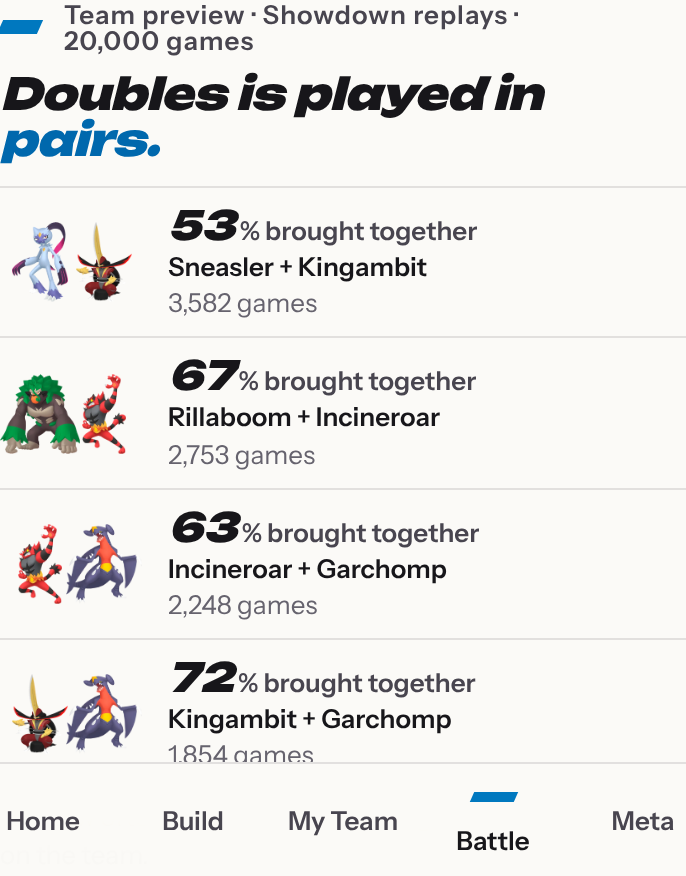 Team preview · Showdown replays ·
20,000 games
Doubles is played in
pairs.
53% brought together
Sneasler + Kingambit
3,582 games
67% brought together
Rillaboom + Incineroar
2,753 games
63% brought together
Incineroar + Garchomp
2,248 games
72% brought together
Kingambit + Garchomp
1,854 games
Home
Build
My Team
Battle
Meta